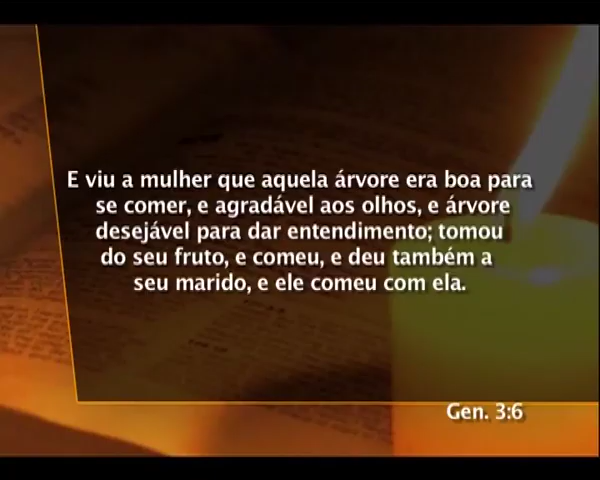 E viu a mulher que aquela árvore era boa para
se comer, e agradável aos olhos, e árvore
desejável para dar entendimento; tomou
do seu fruto, e comeu, e deu também a
seu marido, e ele comeu com ela.
Gen. 3:6